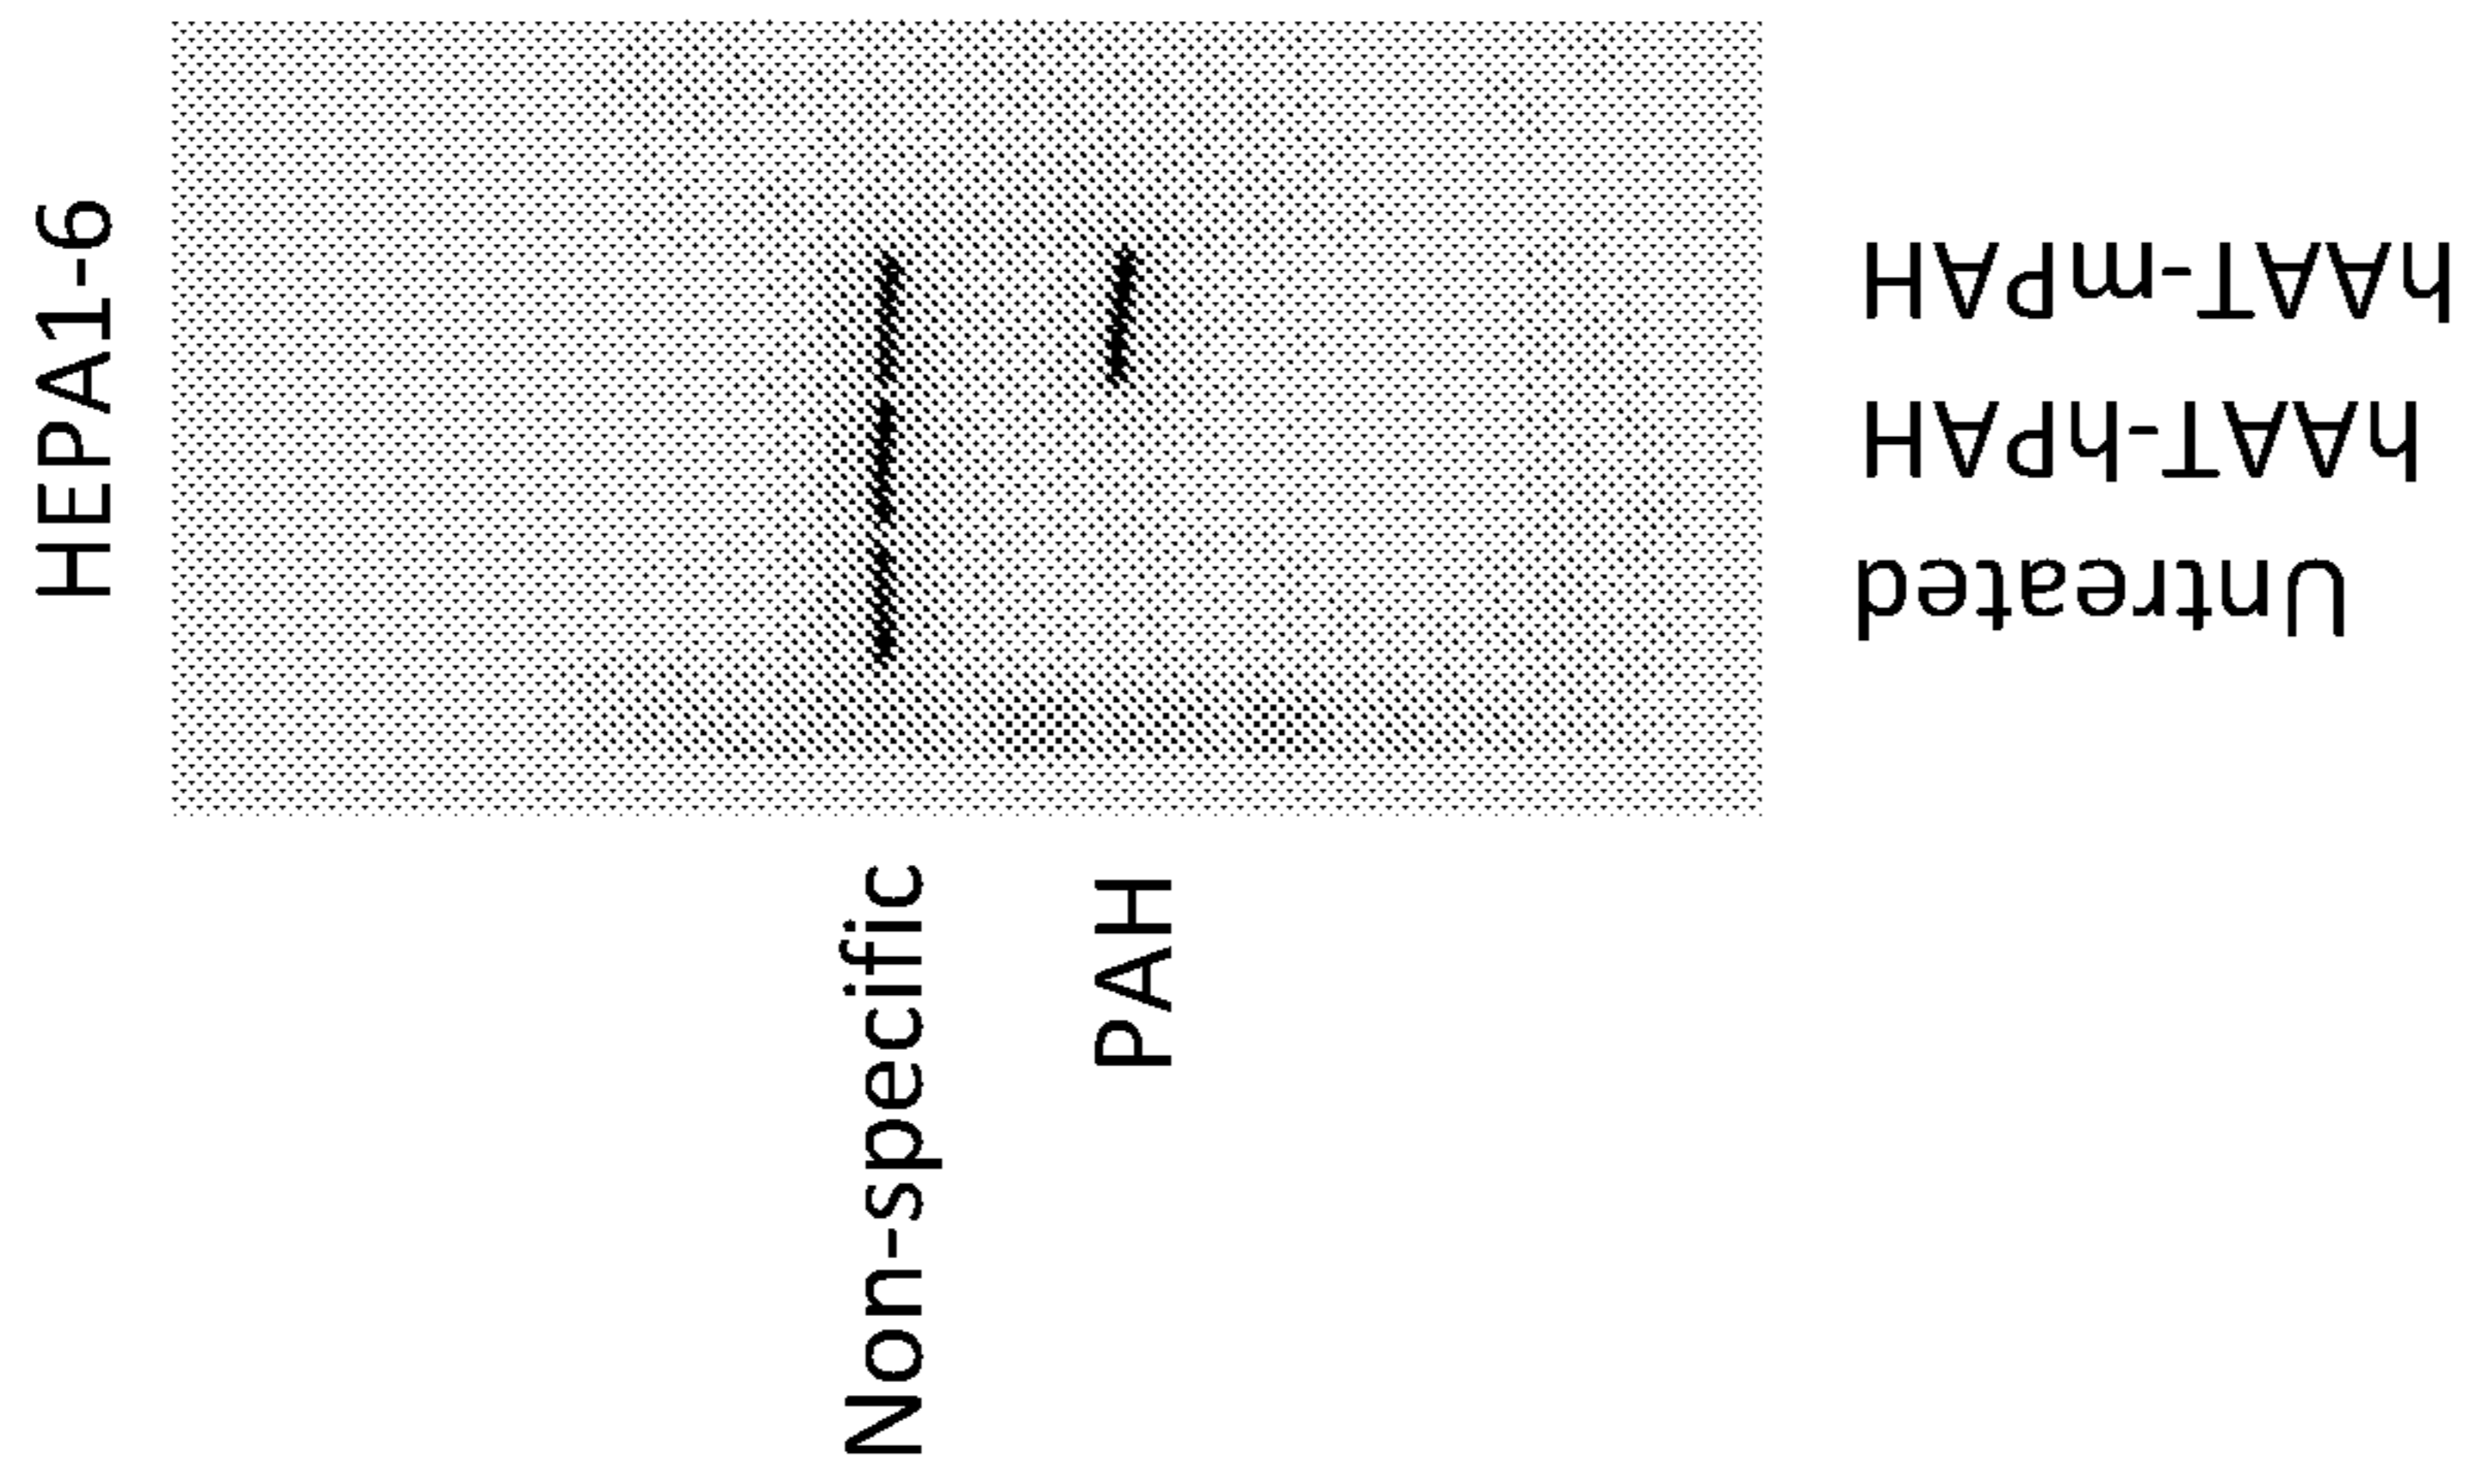 HEPA1-6
Non-specific
PAH
Untreated
hAAT-hPAH
hAAT-mPAH